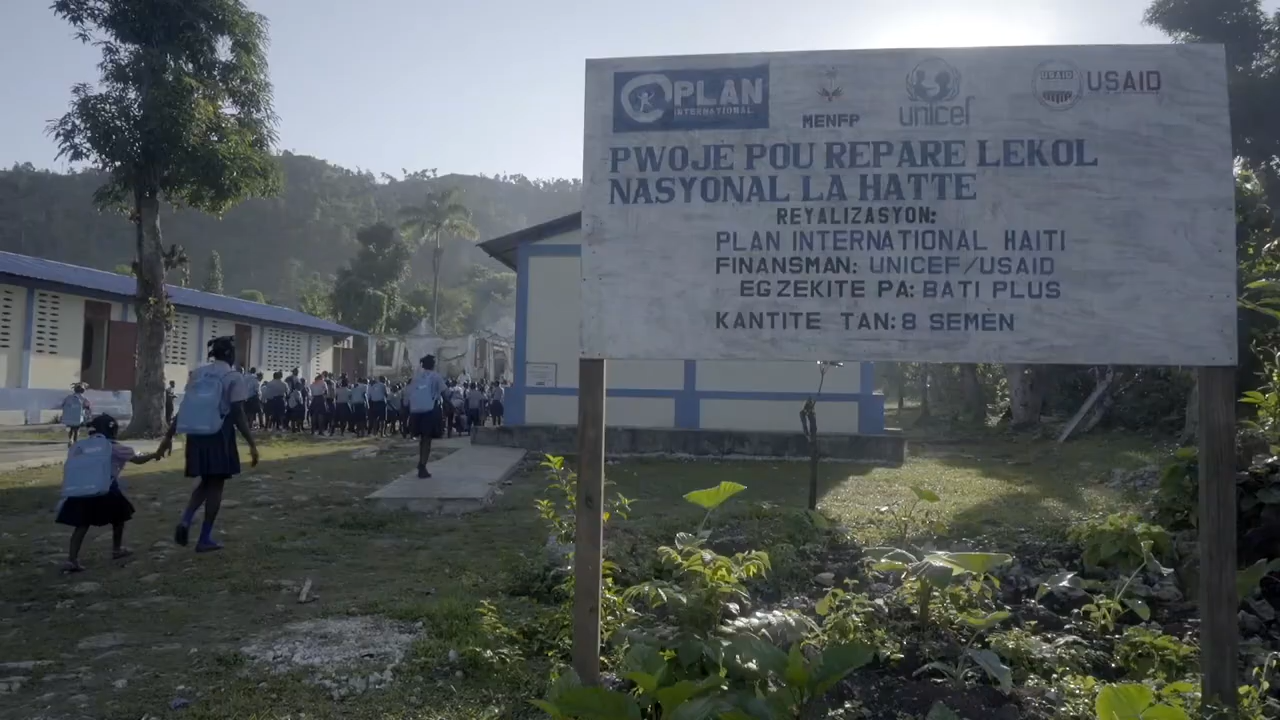 PLAN
INTERNATIONAL
MENFP
unicef
USAID
USAID
PWOJE POU REPARE LEKOL
NASYONAL LA HATTE
REYALIZASYON:
PLAN INTERNATIONAL HAITI
FINANSMAN: UNICEF/USAID
EGZEKITE PA: BATI PLUS
KANTITE TAN: 8 SEMEN